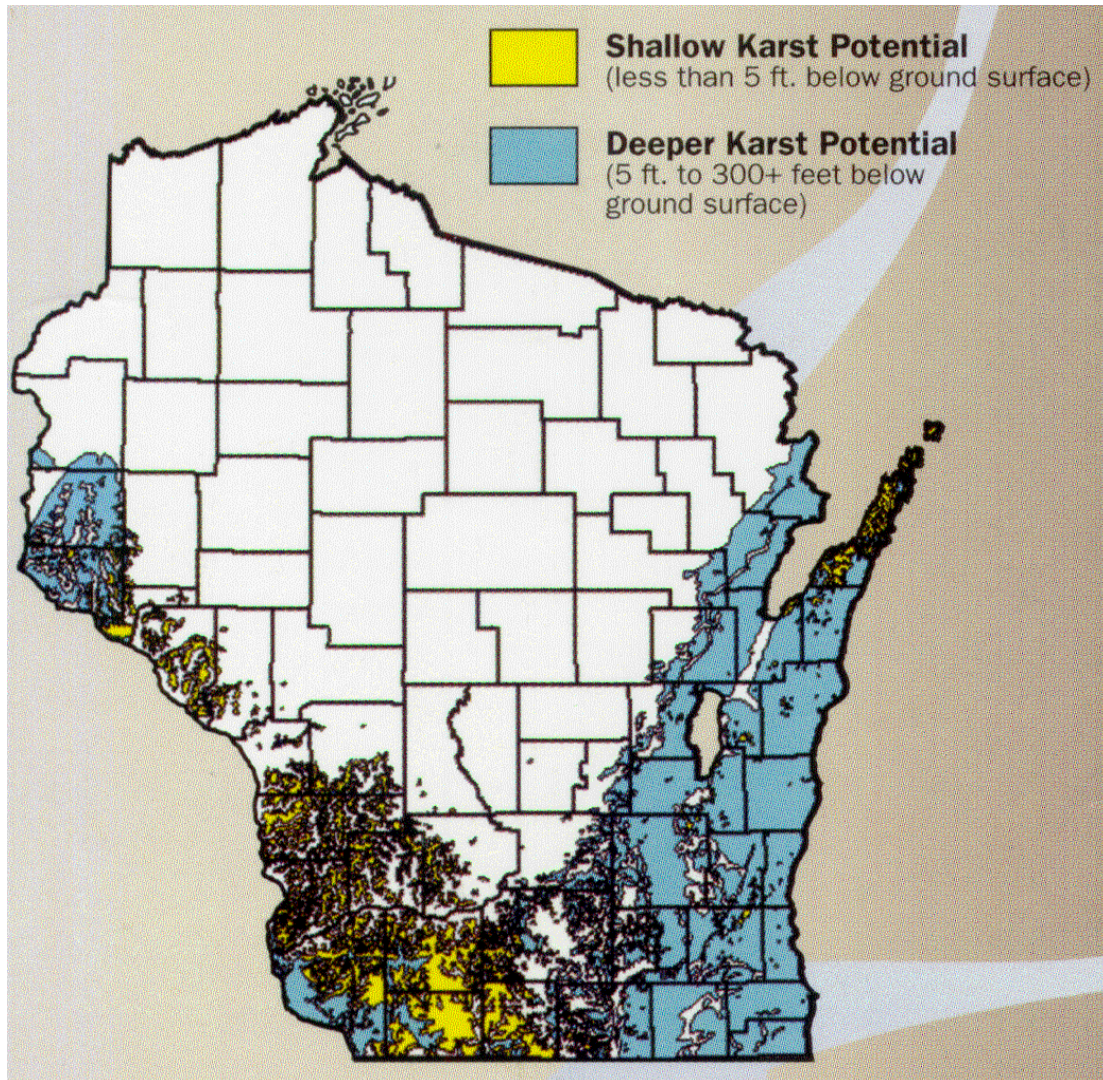 Shallow Karst Potential
(less than 5 ft. below ground surface)
Deeper Karst Potential
(5 ft. to 300+ feet below
ground surface)